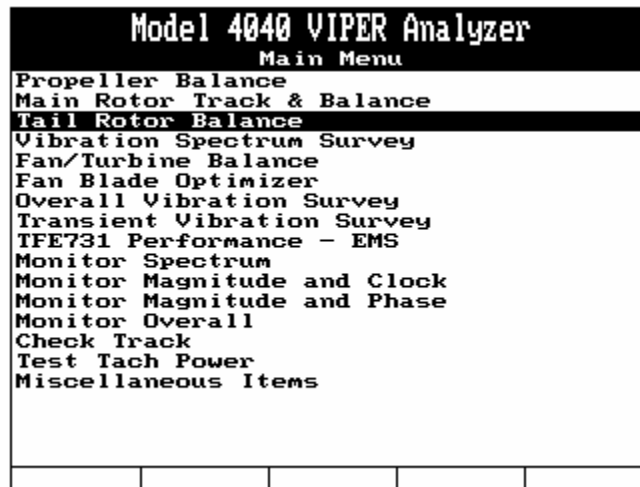 Model 4040 VIPER Analyzer
Main Menu
Propeller Balance
Main Rotor Track & Balance
Tail Rotor Balance
Vibration Spectrum Survey
Fan/Turbine Balance
Fan Blade Optimizer
Overall Vibration Survey
Transient Vibration Survey
TFE731 Performance - EMS
Monitor Spectrum
Monitor Magnitude and Clock
Monitor Magnitude and Phase
Monitor Overall
Check Track
Test Tach Power
Miscellaneous Items